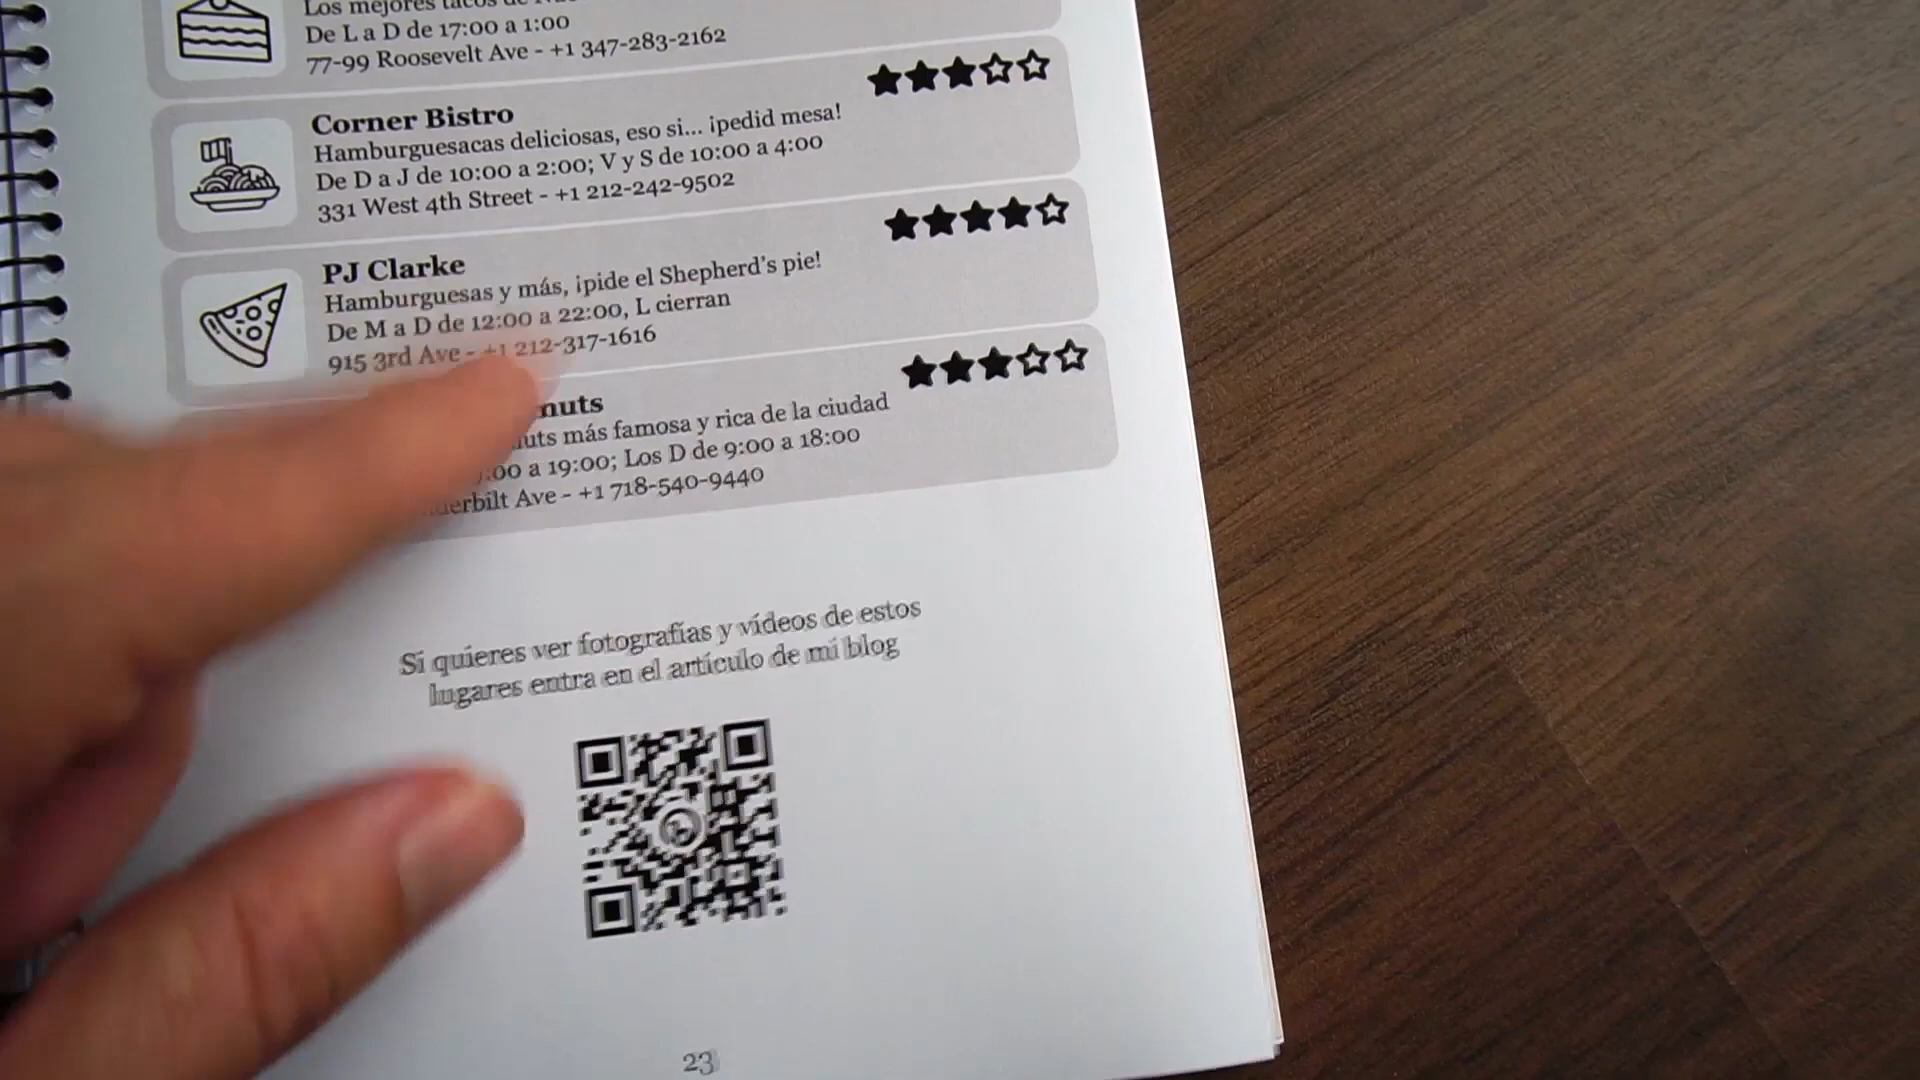 Los mejores tacos de
De L a D de 17:00 a 1:00
77-99 Roosevelt Ave - +1 347-283-2162
Corner Bistro
Hamburguesacas deliciosas, eso si... ¡pedid mesa!
De D a J de 10:00 a 2:00; V y S de 10:00 a 4:00
331 West 4th Street - +1 212-242-9502
PJ Clarke
Hamburguesas y más, ¡pide el Shepherd's pie!
De M a D de 12:00 a 22:00, L cierran
915 3rd Ave - +1 212-317-1616
más famosa y rica de la ciudad
a 19:00; Los D de 9:00 a 18:00
Ave - +1 718-540-9440
Si quieres ver fotografías y vídeos de estos
lugares entra en el artículo de mi blog
23